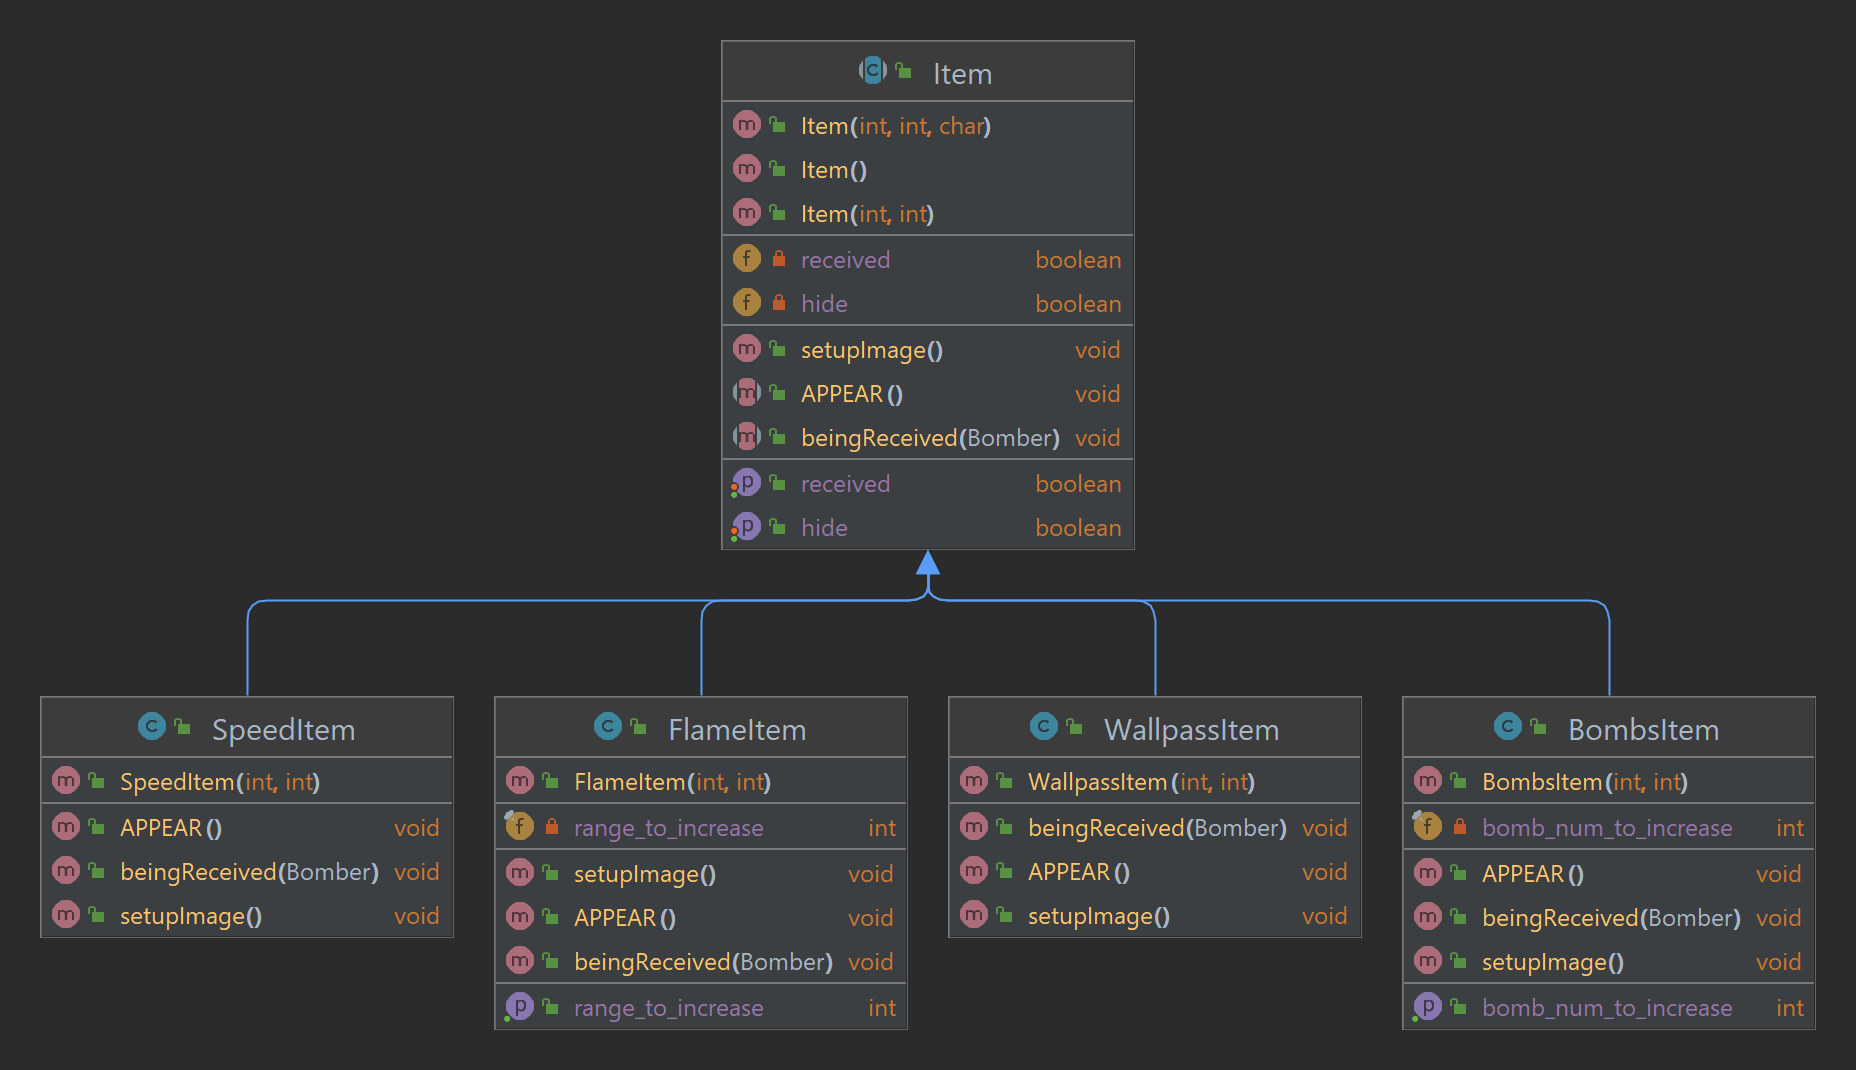 Item
Item(int, int, char)
Item()
Item(int, int)
received boolean
hide boolean
setupImage() void
APPEAR() void
beingReceived(Bomber) void
received boolean
hide boolean
SpeedItem
SpeedItem(int, int)
APPEAR() void
beingReceived(Bomber) void
setupImage() void
FlameItem
FlameItem(int, int)
range_to_increase int
setupImage() void
APPEAR() void
beingReceived(Bomber) void
range_to_increase int
WallpassItem
WallpassItem(int, int)
beingReceived(Bomber) void
APPEAR() void
setupImage() void
BombsItem
BombsItem(int, int)
bomb_num_to_increase int
APPEAR() void
beingReceived(Bomber) void
setupImage() void
bomb_num_to_increase int